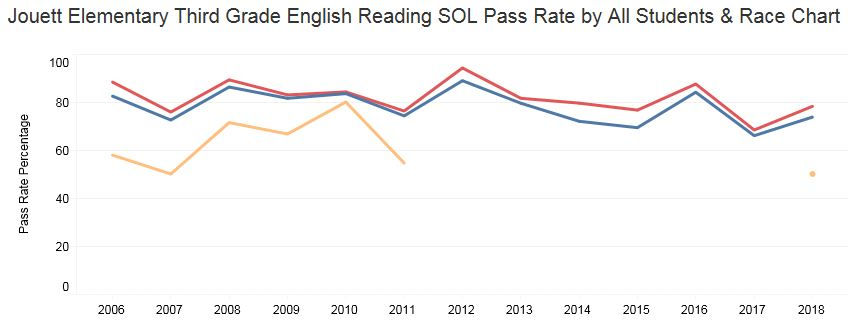 Jouett Elementary Third Grade English Reading SOL Pass Rate by All Students & Race Chart
Pass Rate Percentage
100
80
60
40
20
0
2006 2007 2008 2009 2010 2011 2012 2013 2014 2015 2016 2017 2018